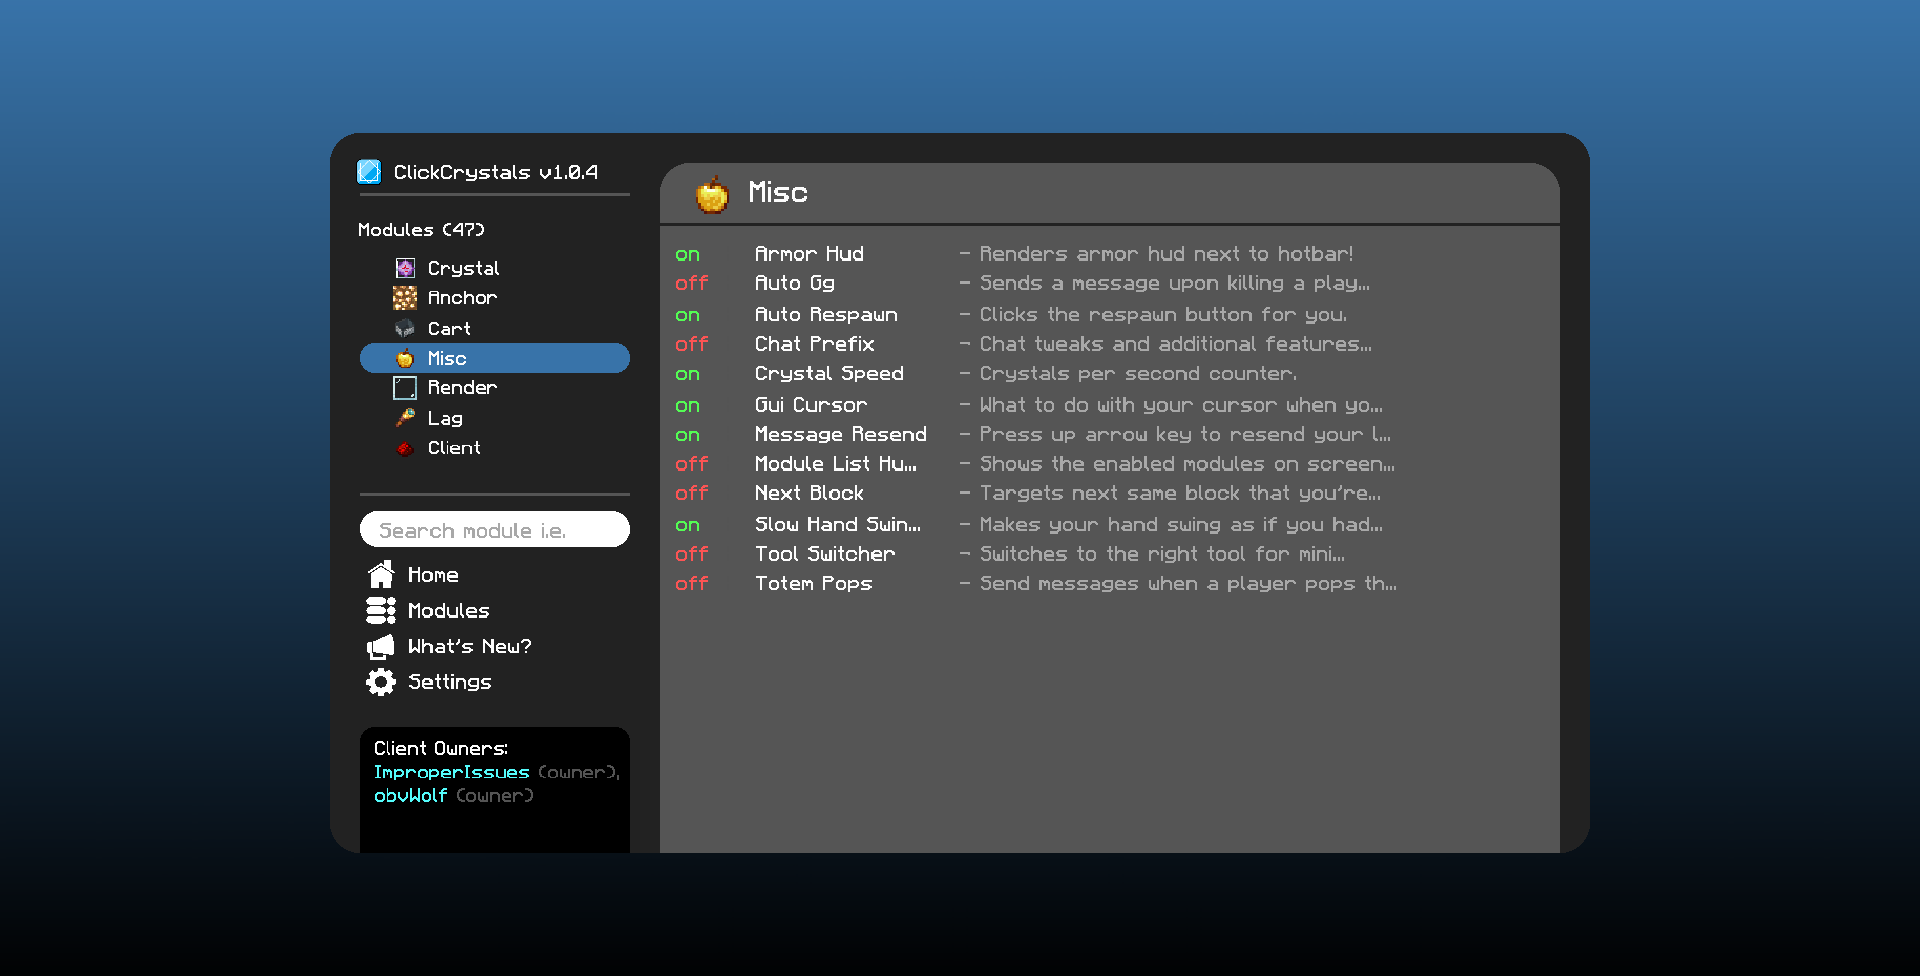 ClickCrystals v1.0.4
Modules (47)
Crystal
Anchor
Cart
Misc
Render
Lag
Client
Search module i.e.
Home
Modules
What's New?
Settings
Client Owners:
ImproperIssues (owner),
obvWolf (owner)
Misc
on Armor Hud - Renders armor hud next to hotbar!
off Auto Gg - Sends a message upon killing a play...
on Auto Respawn - Clicks the respawn button for you.
off Chat Prefix - Chat tweaks and additional features...
on Crystal Speed - Crystals per second counter.
on Gui Cursor - What to do with your cursor when yo...
on Message Resend - Press up arrow key to resend your l...
off Module List Hu... - Shows the enabled modules on screen...
off Next Block - Targets next same block that you're...
on Slow Hand Swin... - Makes your hand swing as if you had...
off Tool Switcher - Switches to the right tool for mini...
off Totem Pops - Send messages when a player pops th...